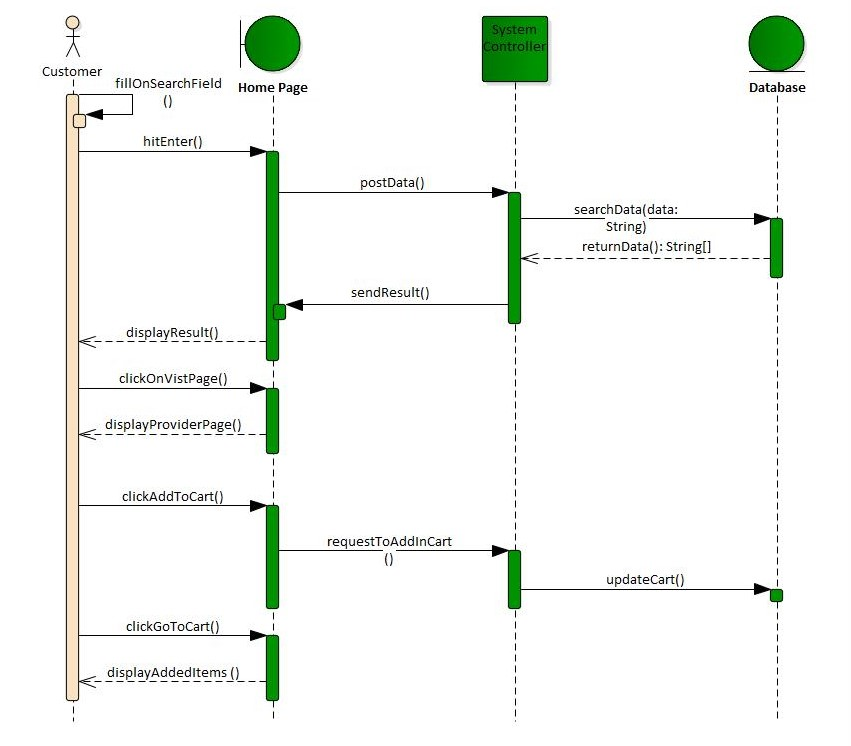 Customer
Home Page
System
Controller
Database
fillOnSearchField
()
hitEnter()
postData()
searchData(data:
String)
returnData(): String[]
sendResult()
displayResult()
clickOnVistPage()
displayProviderPage()
clickAddToCart()
requestToAddInCart
()
updateCart()
clickGoToCart()
displayAddedItems ()